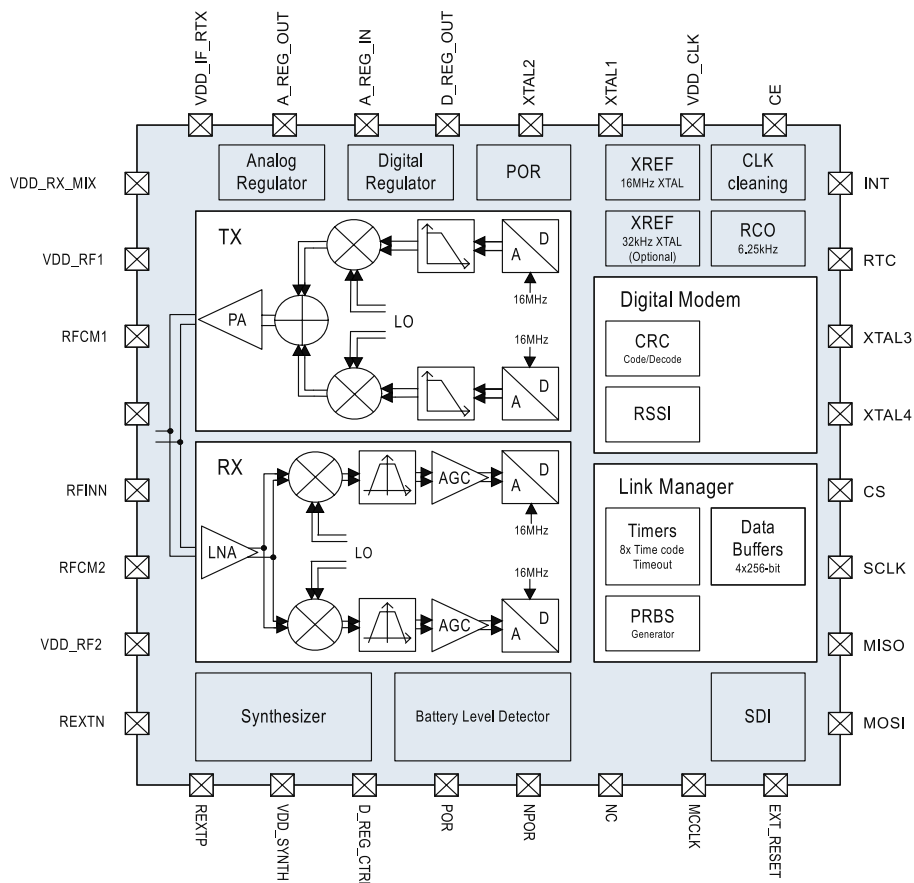 VDD_IF_RTX
A_REG_OUT
A_REG_IN
D_REG_OUT
XTAL2
XTAL1
VDD_CLK
CE
VDD_RX_MIX
VDD_RF1
RFCM1
RFINN
RFCM2
VDD_RF2
REXTN
Analog
Regulator
Digital
Regulator
POR
XREF
16MHz XTAL
CLK
cleaning
XREF
32kHz XTAL
(Optional)
RCO
6.25kHz
TX
PA
LO
D
A
16MHz
16MHz
D
A
RX
LNA
LO
AGC
D
A
16MHz
16MHz
AGC
D
A
Digital Modem
CRC
Code/Decode
RSSI
Link Manager
Timers
8x Time code
Timeout
Data
Buffers
4x256-bit
PRBS
Generator
Synthesizer
Battery Level Detector
SDI
INT
RTC
XTAL3
XTAL4
CS
SCLK
MISO
MOSI
REXTP
VDD_SYNTH
D_REG_CTRL
POR
NPOR
NC
MCCLK
EXT_RESET